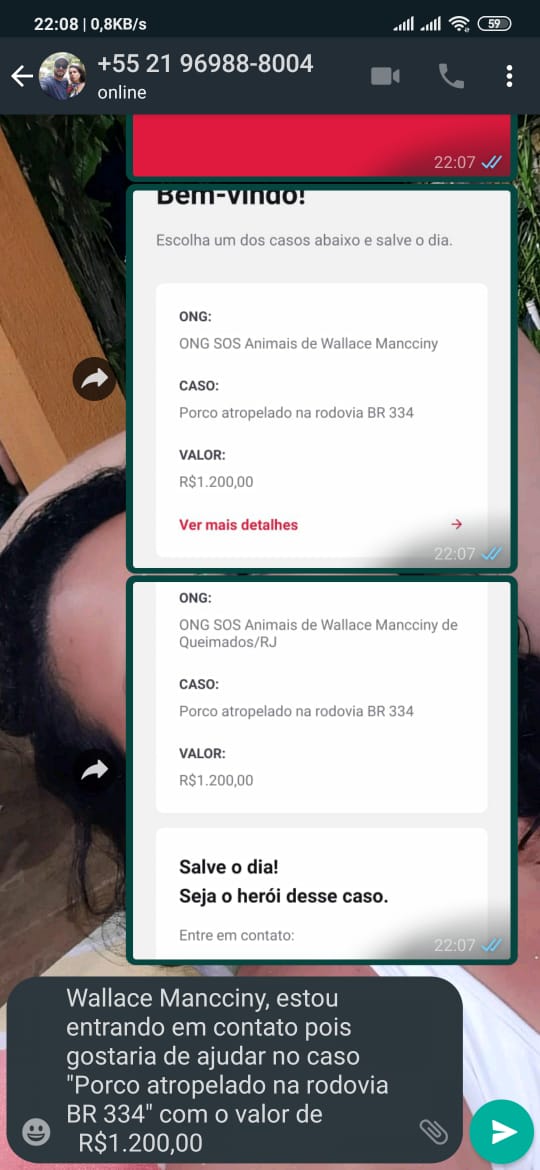 22:08 | 0,8KB/s
59
+55 21 96988-8004
online
22:07
Bem-vindo!
Escolha um dos casos abaixo e salve o dia.
ONG:
ONG SOS Animais de Wallace Mancciny
CASO:
Porco atropelado na rodovia BR 334
VALOR:
R$1.200,00
Ver mais detalhes
22:07
ONG:
ONG SOS Animais de Wallace Mancciny de
Queimados/RJ
CASO:
Porco atropelado na rodovia BR 334
VALOR:
R$1.200,00
Salve o dia!
Seja o herói desse caso.
Entre em contato:
22:07
Wallace Mancciny, estou
entrando em contato pois
gostaria de ajudar no caso
"Porco atropelado na rodovia
BR 334" com o valor de
R$1.200,00